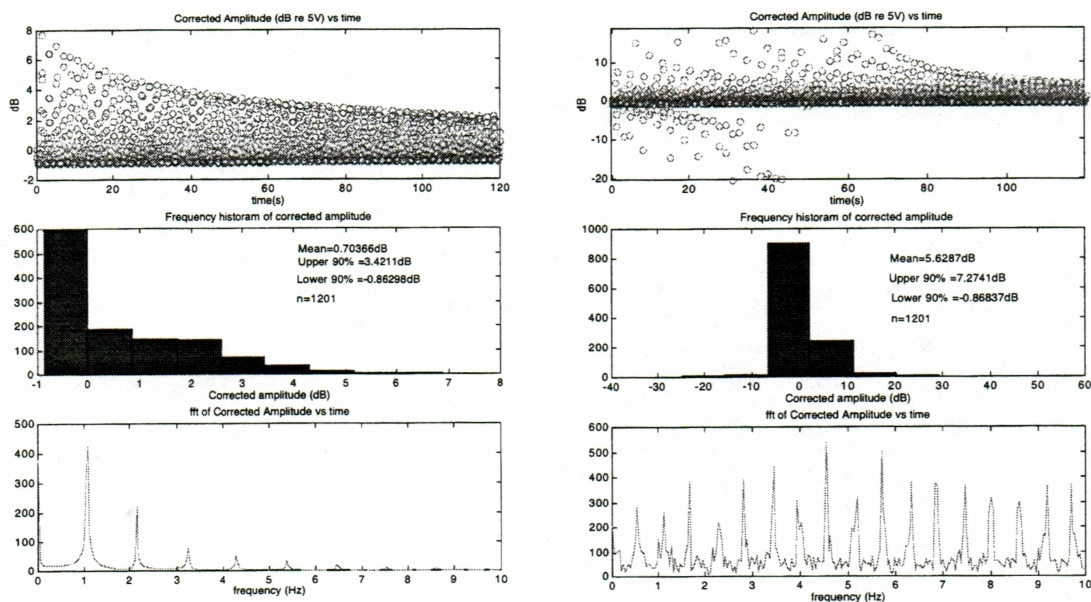 Corrected Amplitude (dB re 5V) vs time
8
6
4
2
0
-2
dB
0 20 40 60 80 100 120
time(s)
Frequency historam of corrected amplitude
600
500
400
300
200
100
0
Mean=0.70366dB
Upper 90% =3.4211dB
Lower 90% =-0.86298dB
n=1201
-1 0 1 2 3 4 5 6 7 8
Corrected amplitude (dB)
fft of Corrected Amplitude vs time
500
400
300
200
100
0
0 1 2 3 4 5 6 7 8 9 10
frequency (Hz)
Corrected Amplitude (dB re 5V) vs time
10
0
-10
-20
dB
0 20 40 60 80 100
time(s)
Frequency historam of corrected amplitude
1000
800
600
400
200
0
Mean=5.6287dB
Upper 90% =7.2741dB
Lower 90% =-0.86837dB
n=1201
-40 -30 -20 -10 0 10 20 30 40 50 60
Corrected amplitude (dB)
fft of Corrected Amplitude vs time
600
500
400
300
200
100
0
0 1 2 3 4 5 6 7 8 9 10
frequency (Hz)